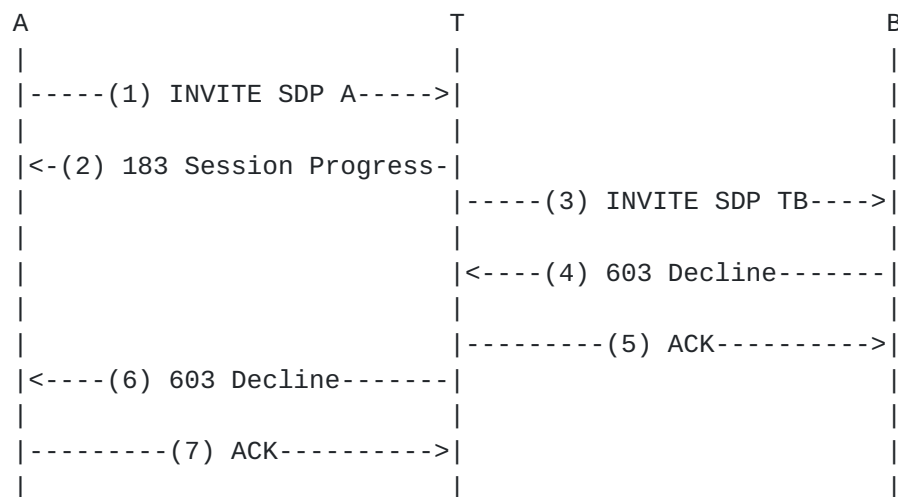 A T B
|-----(1) INVITE SDP A----->|
|<-(2) 183 Session Progress-|
|-----(3) INVITE SDP TB---->|
|<----(4) 603 Decline-------|
|---------(5) ACK---------->|
|<----(6) 603 Decline-------|
|---------(7) ACK---------->|